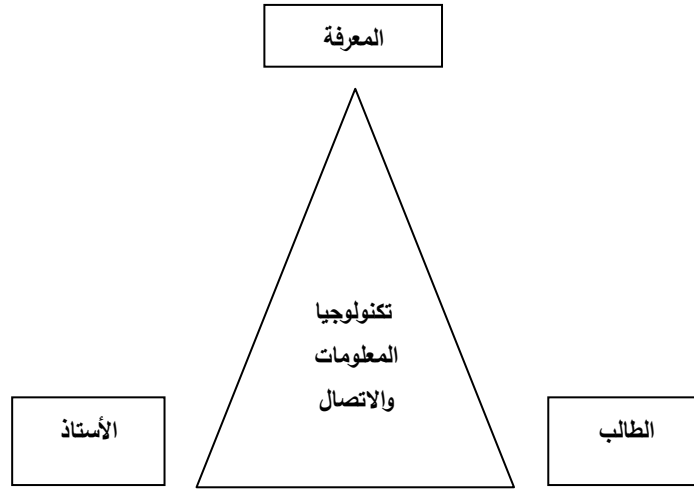 المعرفة
تكنولوجيا
المعلومات
والاتصال
الطالب
الأستاذ